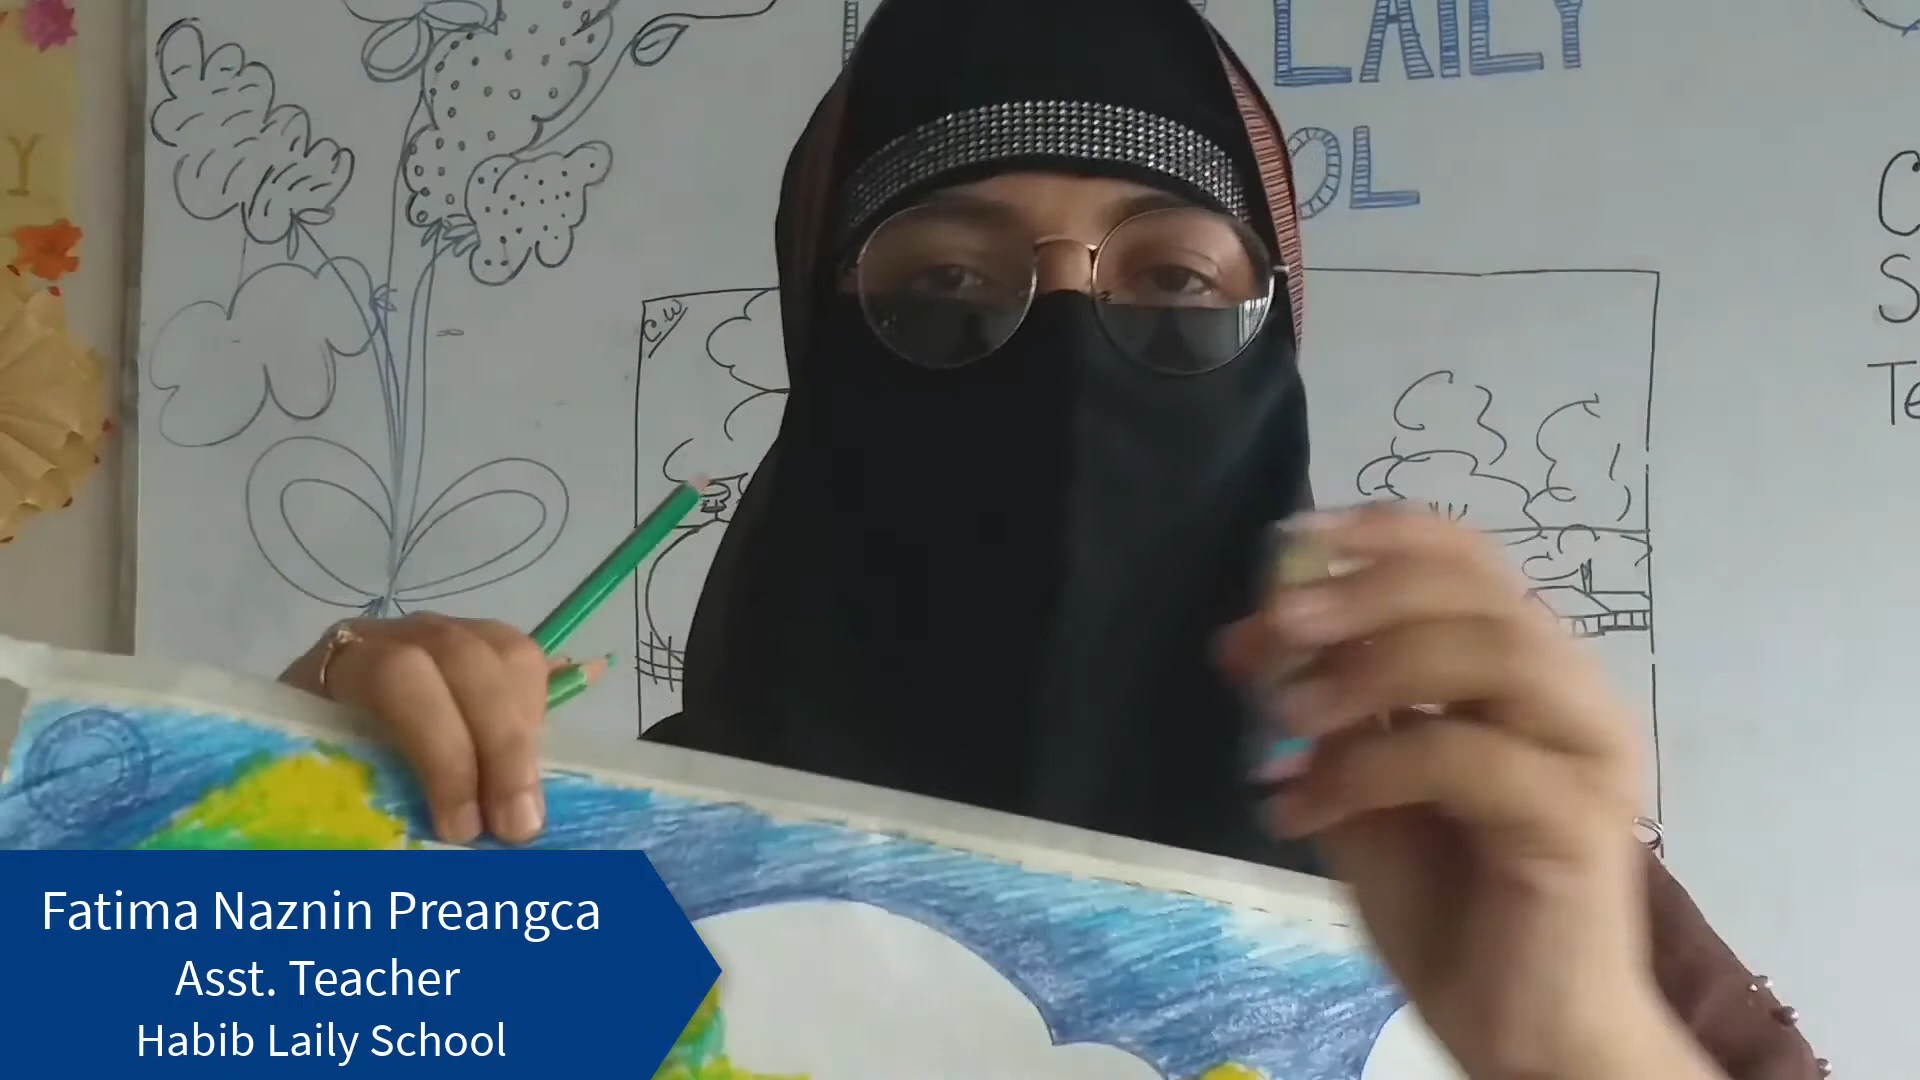 LAILY
OL
Y
C.W
Fatima Naznin Preangca
Asst. Teacher
Habib Laily School